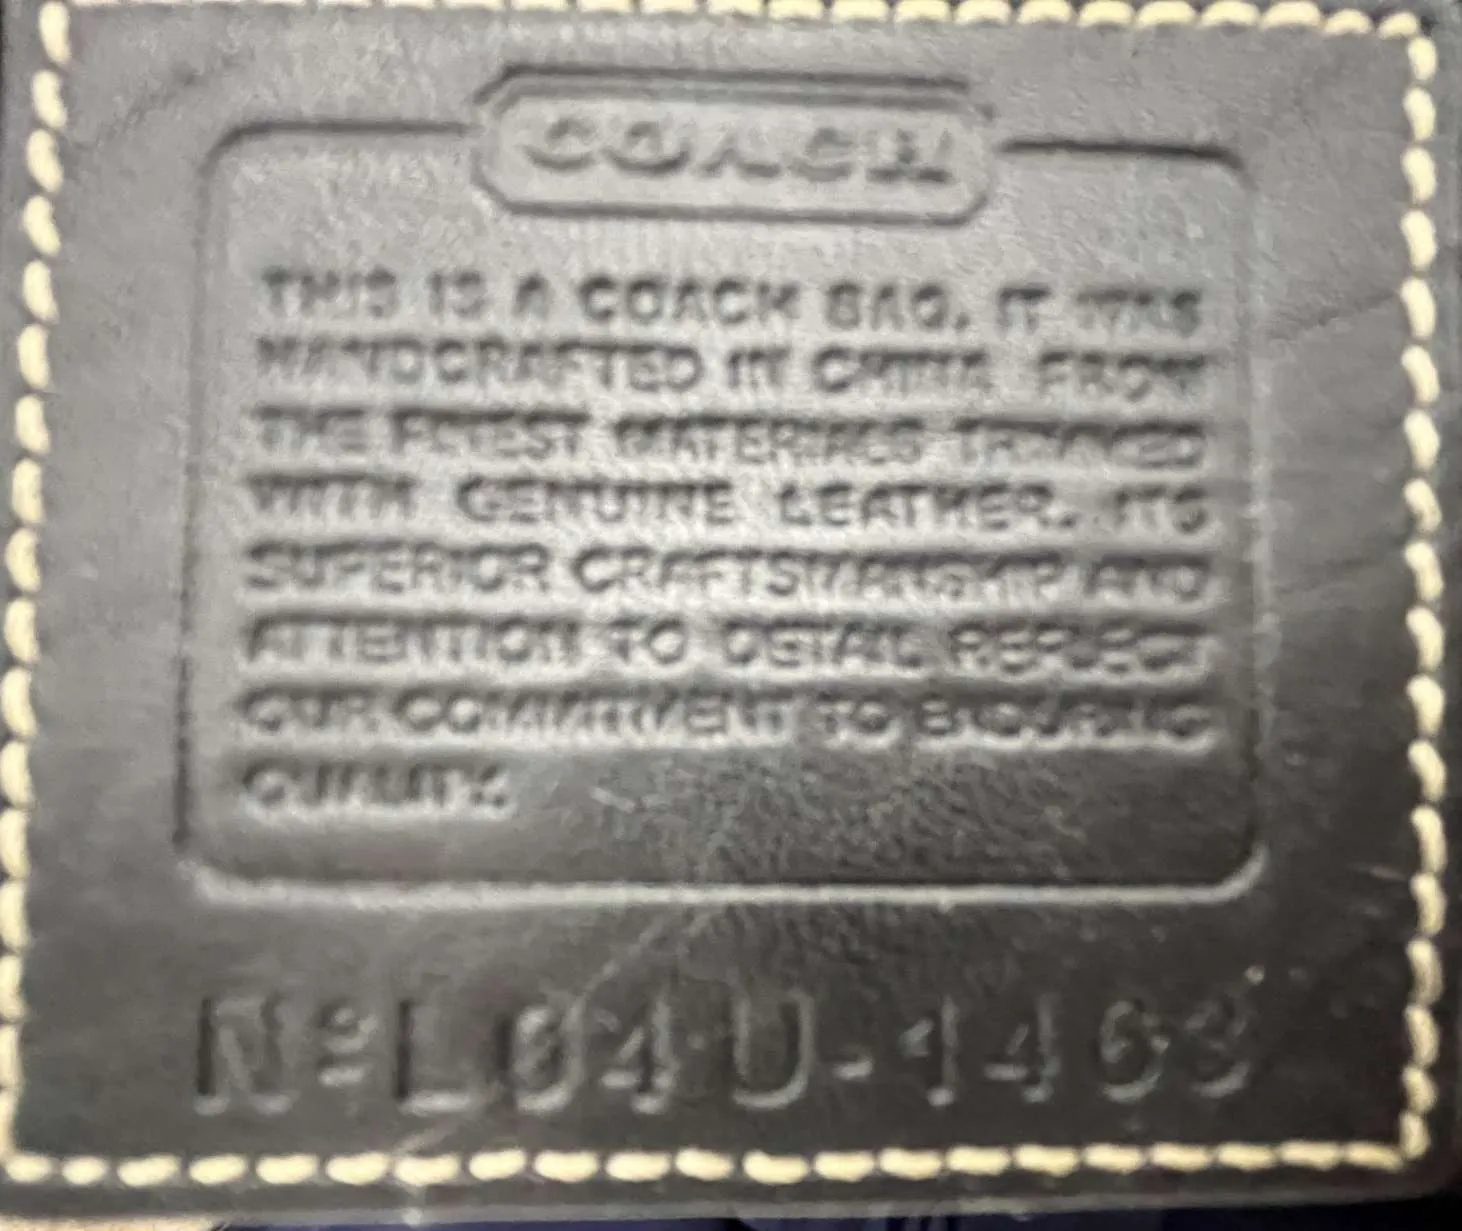 COACH
THIS IS A COACH BAG. IT WAS
HANDCRAFTED IN CHINA FROM
THE FINEST MATERIALS TRIMMED
WITH GENUINE LEATHER. ITS
SUPERIOR CRAFTSMANSHIP AND
ATTENTION TO DETAIL REFLECT
OUR COMMITMENT TO ENDURING
QUALITY.
Nº L04U-1463